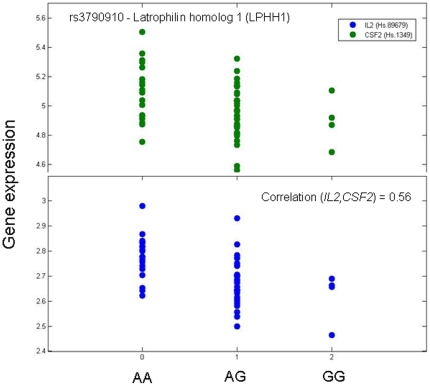 rs3790910 - Latrophilin homolog 1 (LPHH1)
IL2 (Hs.89679)
CSF2 (Hs.1349)
5.6
5.4
5.2
5
4.8
4.6
Gene expression
Correlation (IL2,CSF2) = 0.56
3
2.9
2.8
2.7
2.6
2.5
2.4
0
1
2
AA
AG
GG